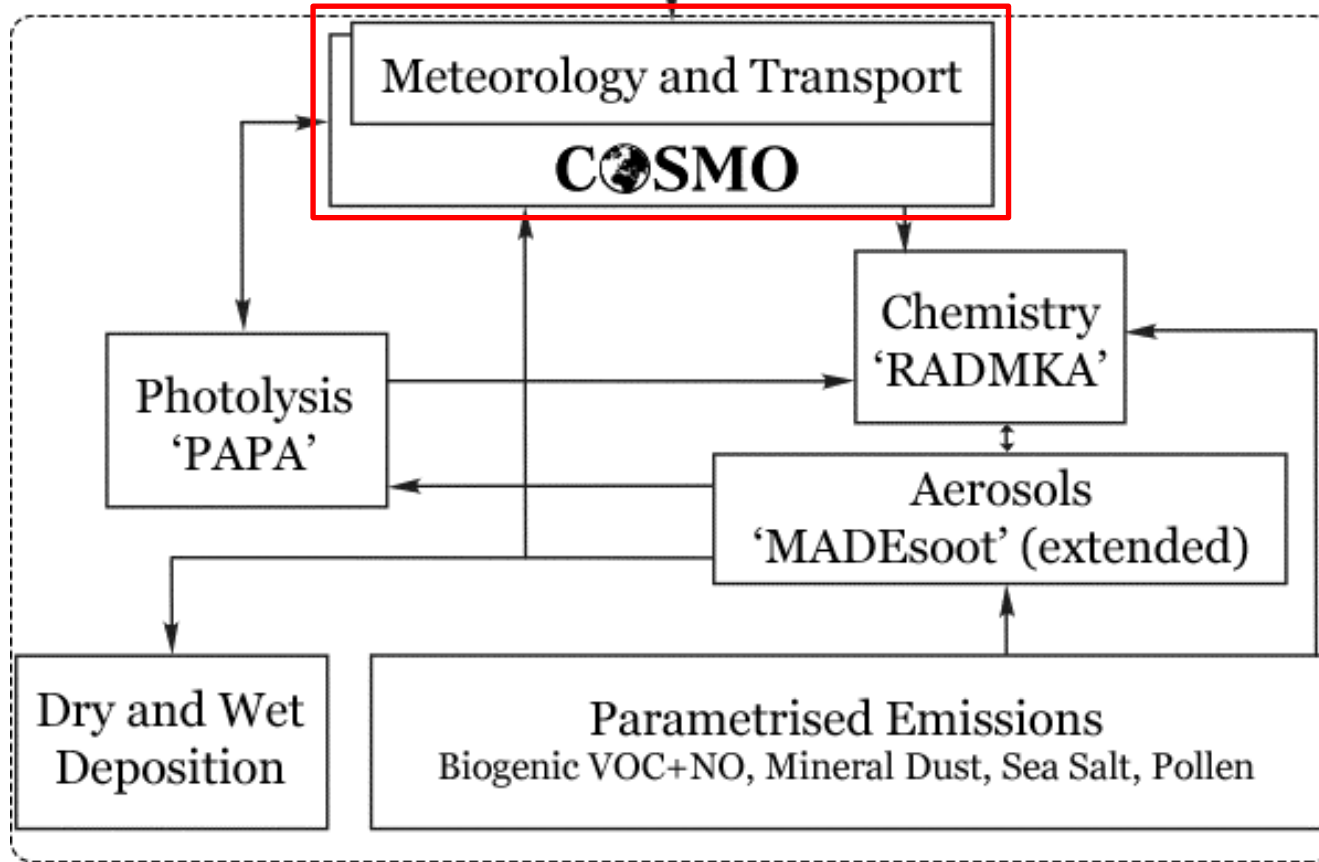 Meteorology and Transport
COSMO
Chemistry
‘RADMKA’
Photolysis
‘PAPA’
Aerosols
‘MADEsoot’ (extended)
Dry and Wet
Deposition
Parametrised Emissions
Biogenic VOC+NO, Mineral Dust, Sea Salt, Pollen